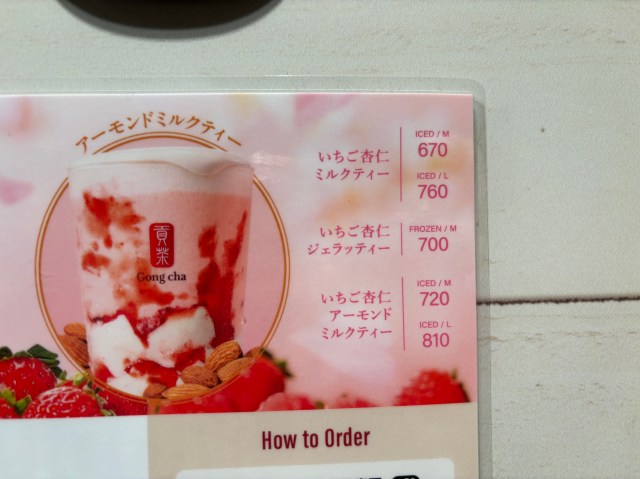 アーモンドミルクティー
貢茶
Gong cha
いちご杏仁
ミルクティー
ICED / M
670
ICED / L
760
いちご杏仁
ジェラッティー
FROZEN / M
700
いちご杏仁
アーモンド
ミルクティー
ICED / M
720
ICED / L
810
How to Order